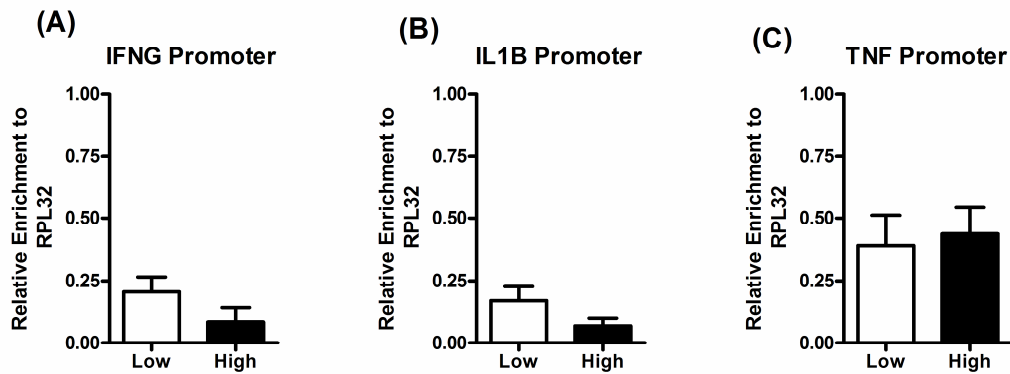 (A)
IFNG Promoter
Relative Enrichment to
RPL32
1.00
0.75
0.50
0.25
0.00
Low High
(B)
IL1B Promoter
Relative Enrichment to
RPL32
1.00
0.75
0.50
0.25
0.00
Low High
(C)
TNF Promoter
Relative Enrichment to
RPL32
1.00
0.75
0.50
0.25
0.00
Low High